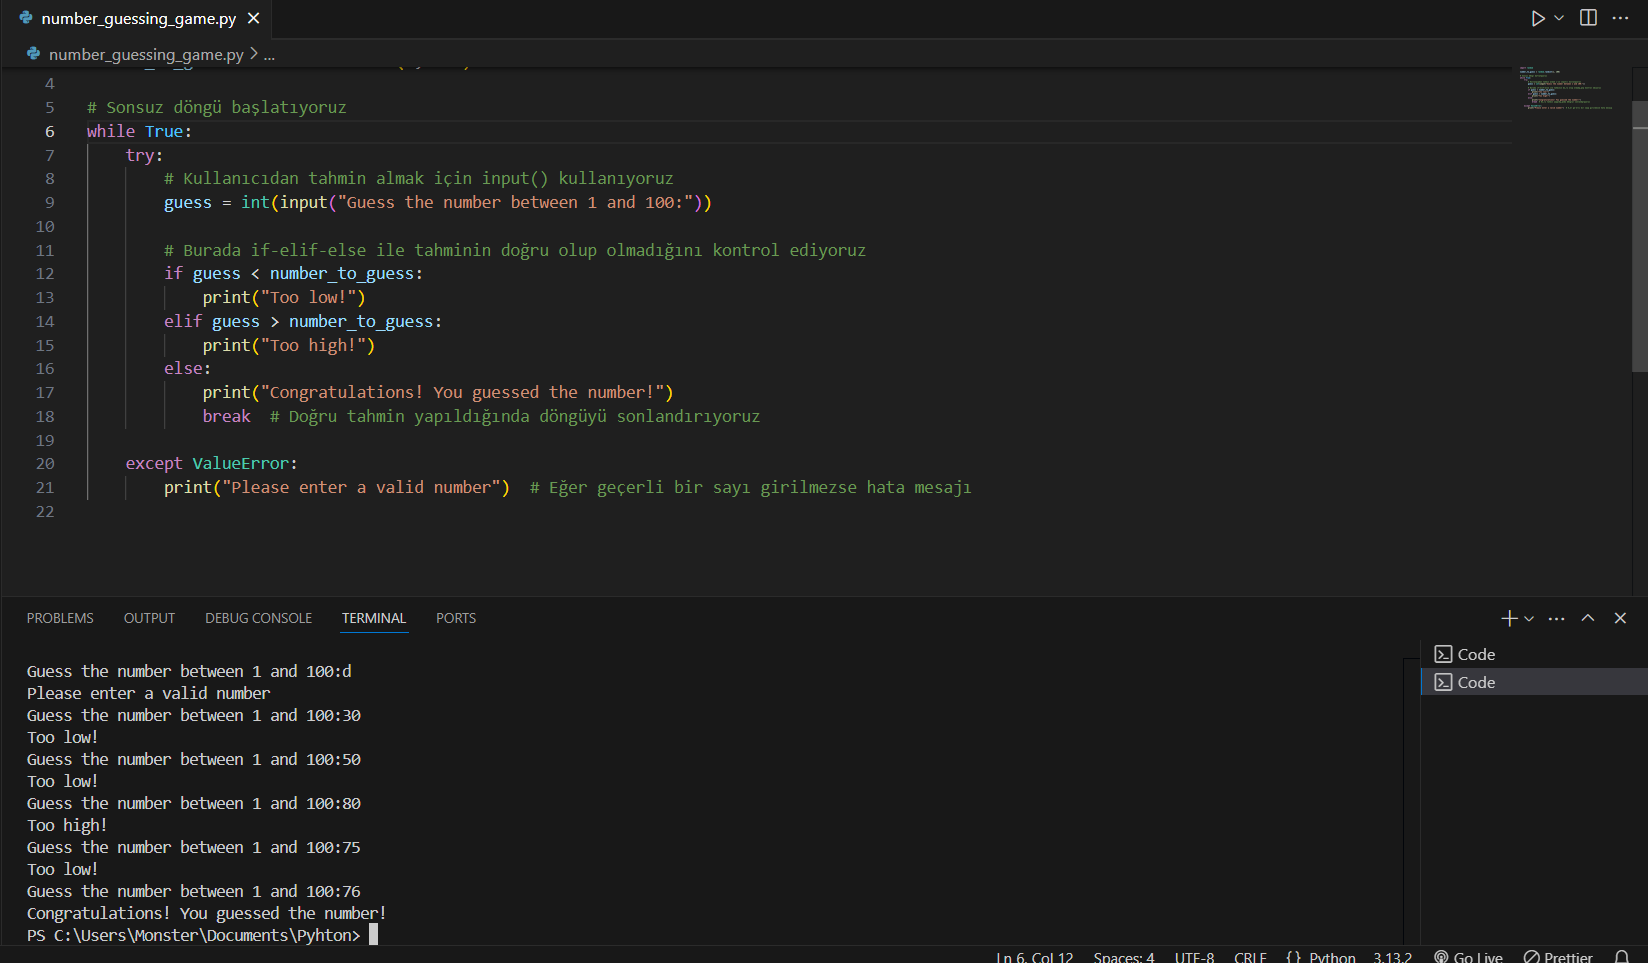 number_guessing_game.py
number_guessing_game.py > ...
4
5 # Sonsuz döngü başlatıyoruz
6 while True:
7 try:
8 # Kullanıcıdan tahmin almak için input() kullanıyoruz
9 guess = int(input("Guess the number between 1 and 100:"))
10
11 # Burada if-elif-else ile tahminin doğru olup olmadığını kontrol ediyoruz
12 if guess < number_to_guess:
13 print("Too low!")
14 elif guess > number_to_guess:
15 print("Too high!")
16 else:
17 print("Congratulations! You guessed the number!")
18 break # Doğru tahmin yapıldığında döngüyü sonlandırıyoruz
19
20 except ValueError:
21 print("Please enter a valid number") # Eğer geçerli bir sayı girilmezse hata mesajı
22
PROBLEMS OUTPUT DEBUG CONSOLE TERMINAL PORTS
Guess the number between 1 and 100:d
Please enter a valid number
Guess the number between 1 and 100:30
Too low!
Guess the number between 1 and 100:50
Too low!
Guess the number between 1 and 100:80
Too high!
Guess the number between 1 and 100:75
Too low!
Guess the number between 1 and 100:76
Congratulations! You guessed the number!
PS C:\Users\Monster\Documents\Pyhton>
Code
Code
Ln 6, Col 12 Spaces: 4 UTF-8 CRLF {} Python 3.13.2 Go Live Prettier